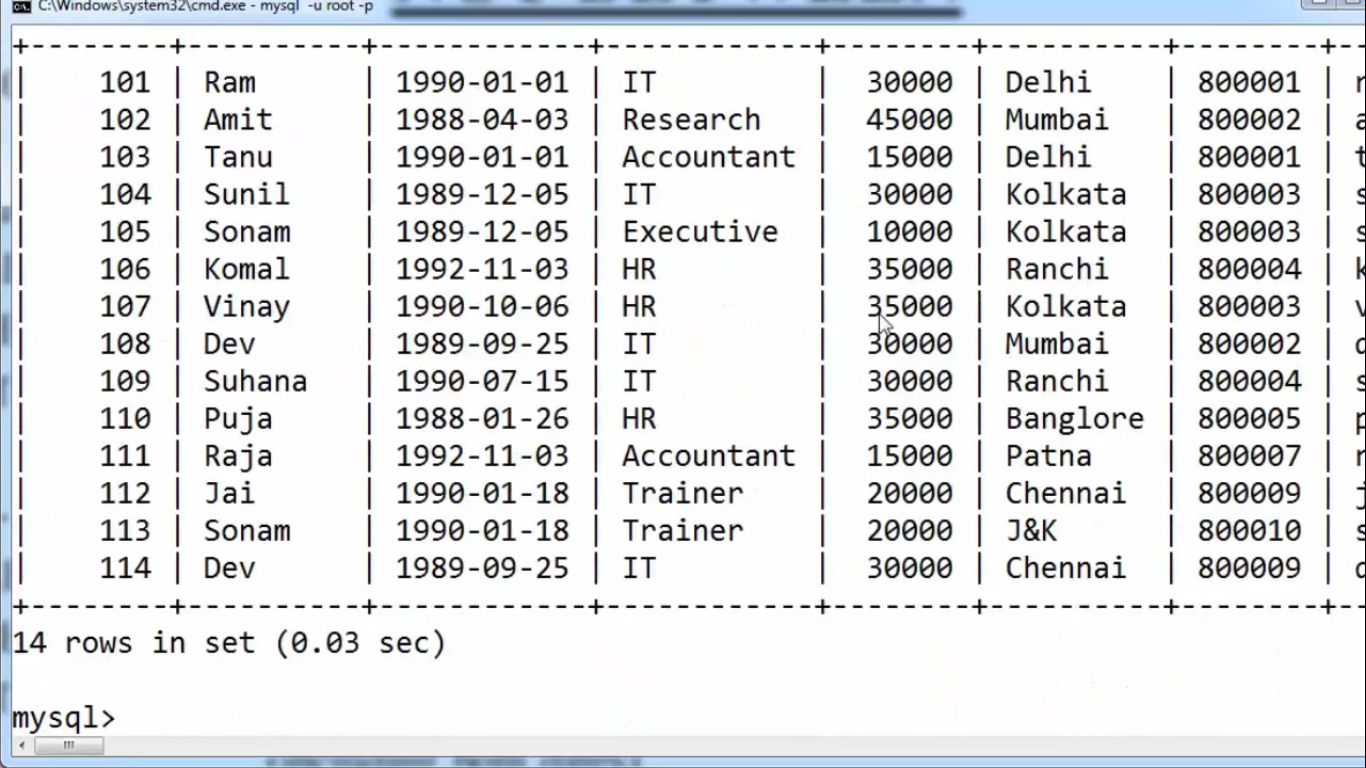 C:\Windows\system32\cmd.exe - mysql -u root -p
+--------+----------+------------+------------+--------+----------+--------+--
| 101 | Ram | 1990-01-01 | IT | 30000 | Delhi | 800001 |
| 102 | Amit | 1988-04-03 | Research | 45000 | Mumbai | 800002 | a
| 103 | Tanu | 1990-01-01 | Accountant | 15000 | Delhi | 800001 | t
| 104 | Sunil | 1989-12-05 | IT | 30000 | Kolkata | 800003 | s
| 105 | Sonam | 1989-12-05 | Executive | 10000 | Kolkata | 800003 | s
| 106 | Komal | 1992-11-03 | HR | 35000 | Ranchi | 800004 | k
| 107 | Vinay | 1990-10-06 | HR | 35000 | Kolkata | 800003 | v
| 108 | Dev | 1989-09-25 | IT | 30000 | Mumbai | 800002 |
| 109 | Suhana | 1990-07-15 | IT | 30000 | Ranchi | 800004 | s
| 110 | Puja | 1988-01-26 | HR | 35000 | Banglore | 800005 | p
| 111 | Raja | 1992-11-03 | Accountant | 15000 | Patna | 800007 |
| 112 | Jai | 1990-01-18 | Trainer | 20000 | Chennai | 800009 | j
| 113 | Sonam | 1990-01-18 | Trainer | 20000 | J&K | 800010 | s
| 114 | Dev | 1989-09-25 | IT | 30000 | Chennai | 800009 |
+--------+----------+------------+------------+--------+----------+--------+--
14 rows in set (0.03 sec)
mysql>